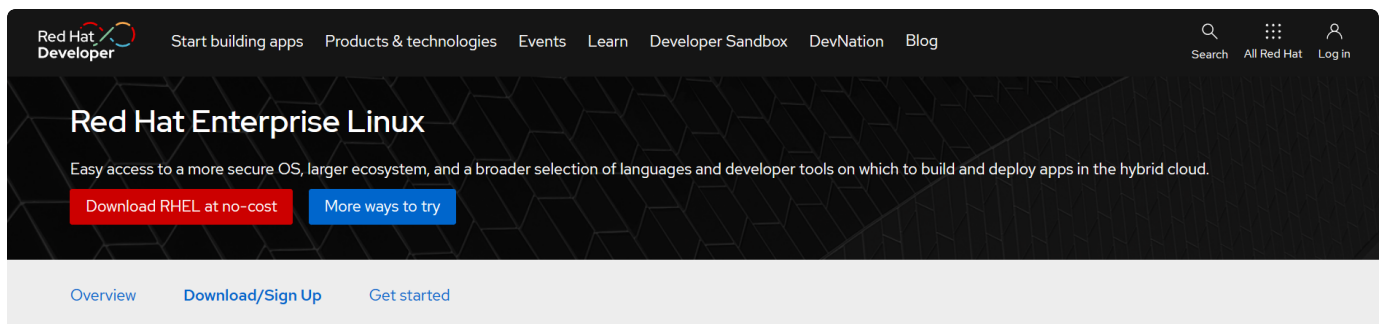 Red Hat
Developer
Start building apps Products & technologies Events Learn Developer Sandbox DevNation Blog
Search All Red Hat Log in
Red Hat Enterprise Linux
Easy access to a more secure OS, larger ecosystem, and a broader selection of languages and developer tools on which to build and deploy apps in the hybrid cloud.
Download RHEL at no-cost More ways to try
Overview Download/Sign Up Get started